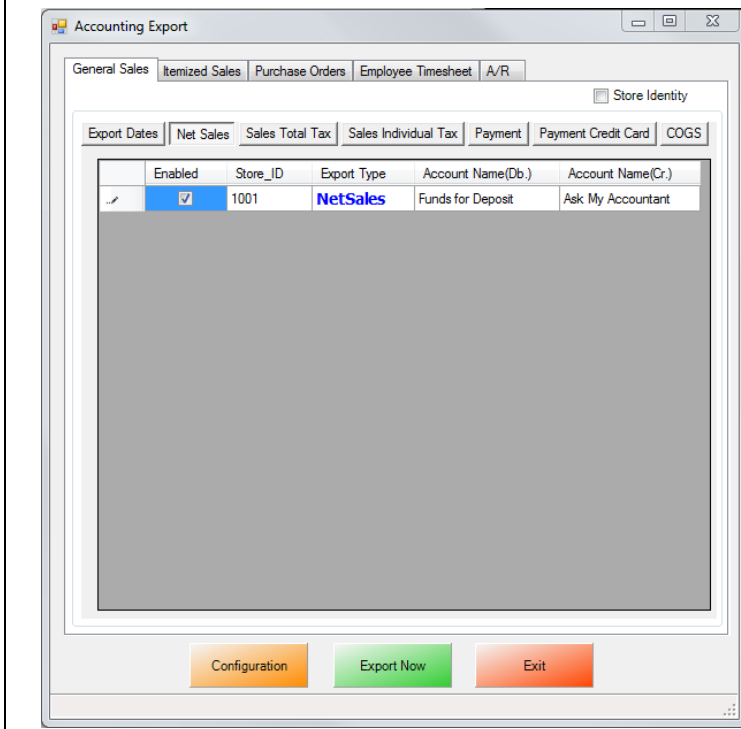 Accounting Export
General Sales Itemized Sales Purchase Orders Employee Timesheet A/R
Store Identity
Export Dates Net Sales Sales Total Tax Sales Individual Tax Payment Payment Credit Card COGS
Enabled Store_ID Export Type Account Name(Db.) Account Name(Cr.)
1001 NetSales Funds for Deposit Ask My Accountant
Configuration Export Now Exit